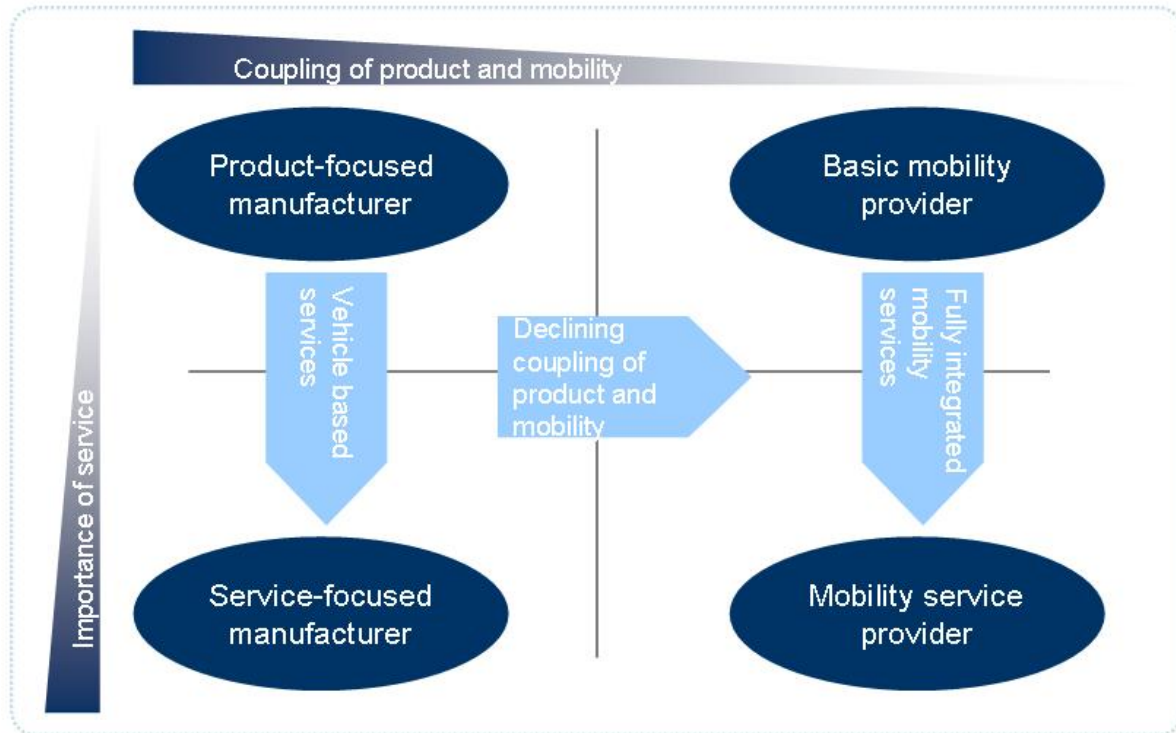 Coupling of product and mobility
Product-focused
manufacturer
Basic mobility
provider
Vehicle based
services
Declining
coupling of
product and
mobility
Fully integrated
mobility
services
Importance of service
Service-focused
manufacturer
Mobility service
provider